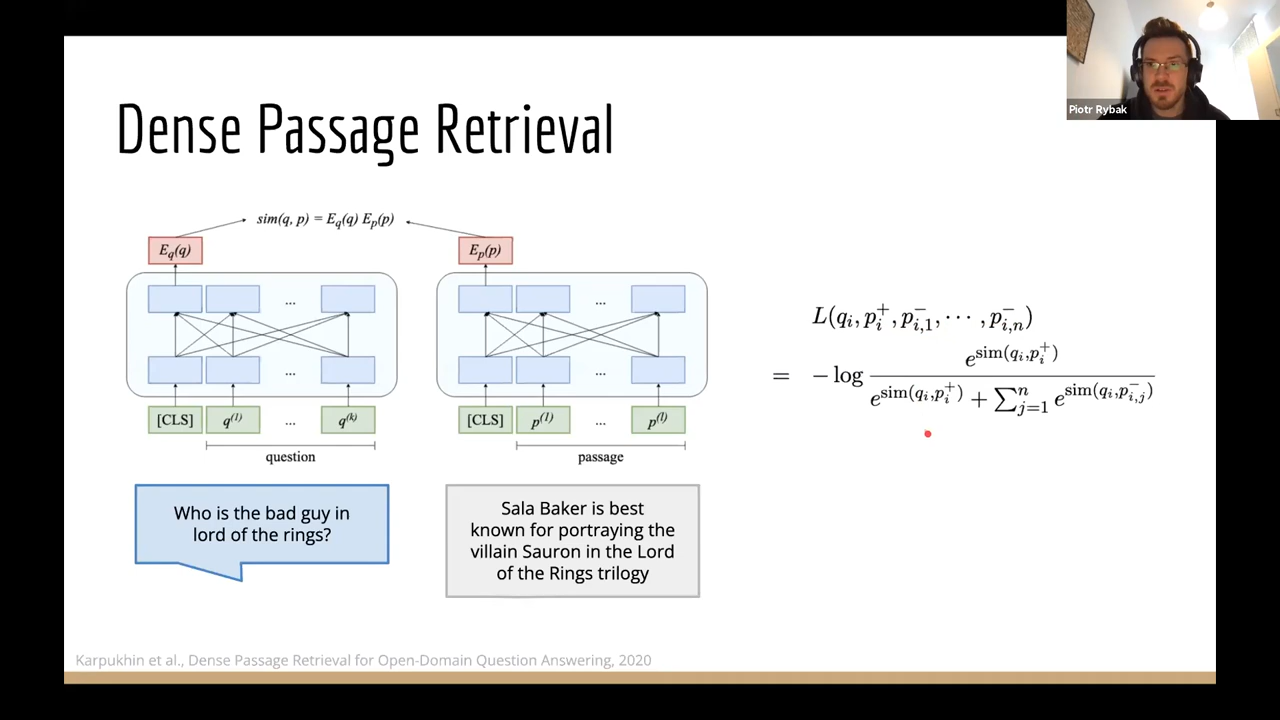 Piotr Rybak
Dense Passage Retrieval
sim(q, p) = E_q(q) E_p(p)
E_q(q)
E_p(p)
...
...
...
...
[CLS] q^(1) ... q^(k)
[CLS] p^(1) ... p^(l)
question
passage
Who is the bad guy in
lord of the rings?
Sala Baker is best
known for portraying the
villain Sauron in the Lord
of the Rings trilogy
L(q_i, p_i^+, p_{i,1}^-, ⋯, p_{i,n}^-)
= − log e^{sim(q_i, p_i^+)} / (e^{sim(q_i, p_i^+)} + ∑_{j=1}^n e^{sim(q_i, p_{i,j}^-)})
Karpukhin et al., Dense Passage Retrieval for Open-Domain Question Answering, 2020